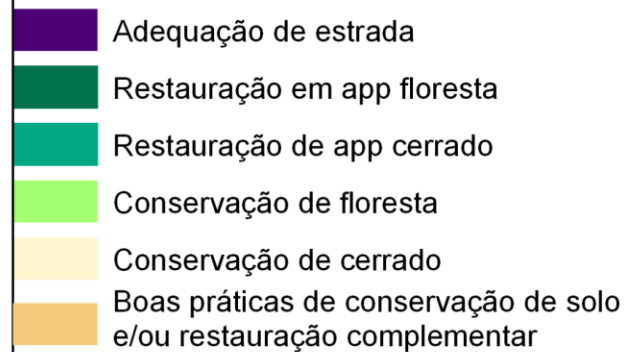 Adequação de estrada
Restauração em app floresta
Restauração de app cerrado
Conservação de floresta
Conservação de cerrado
Boas práticas de conservação de solo
e/ou restauração complementar